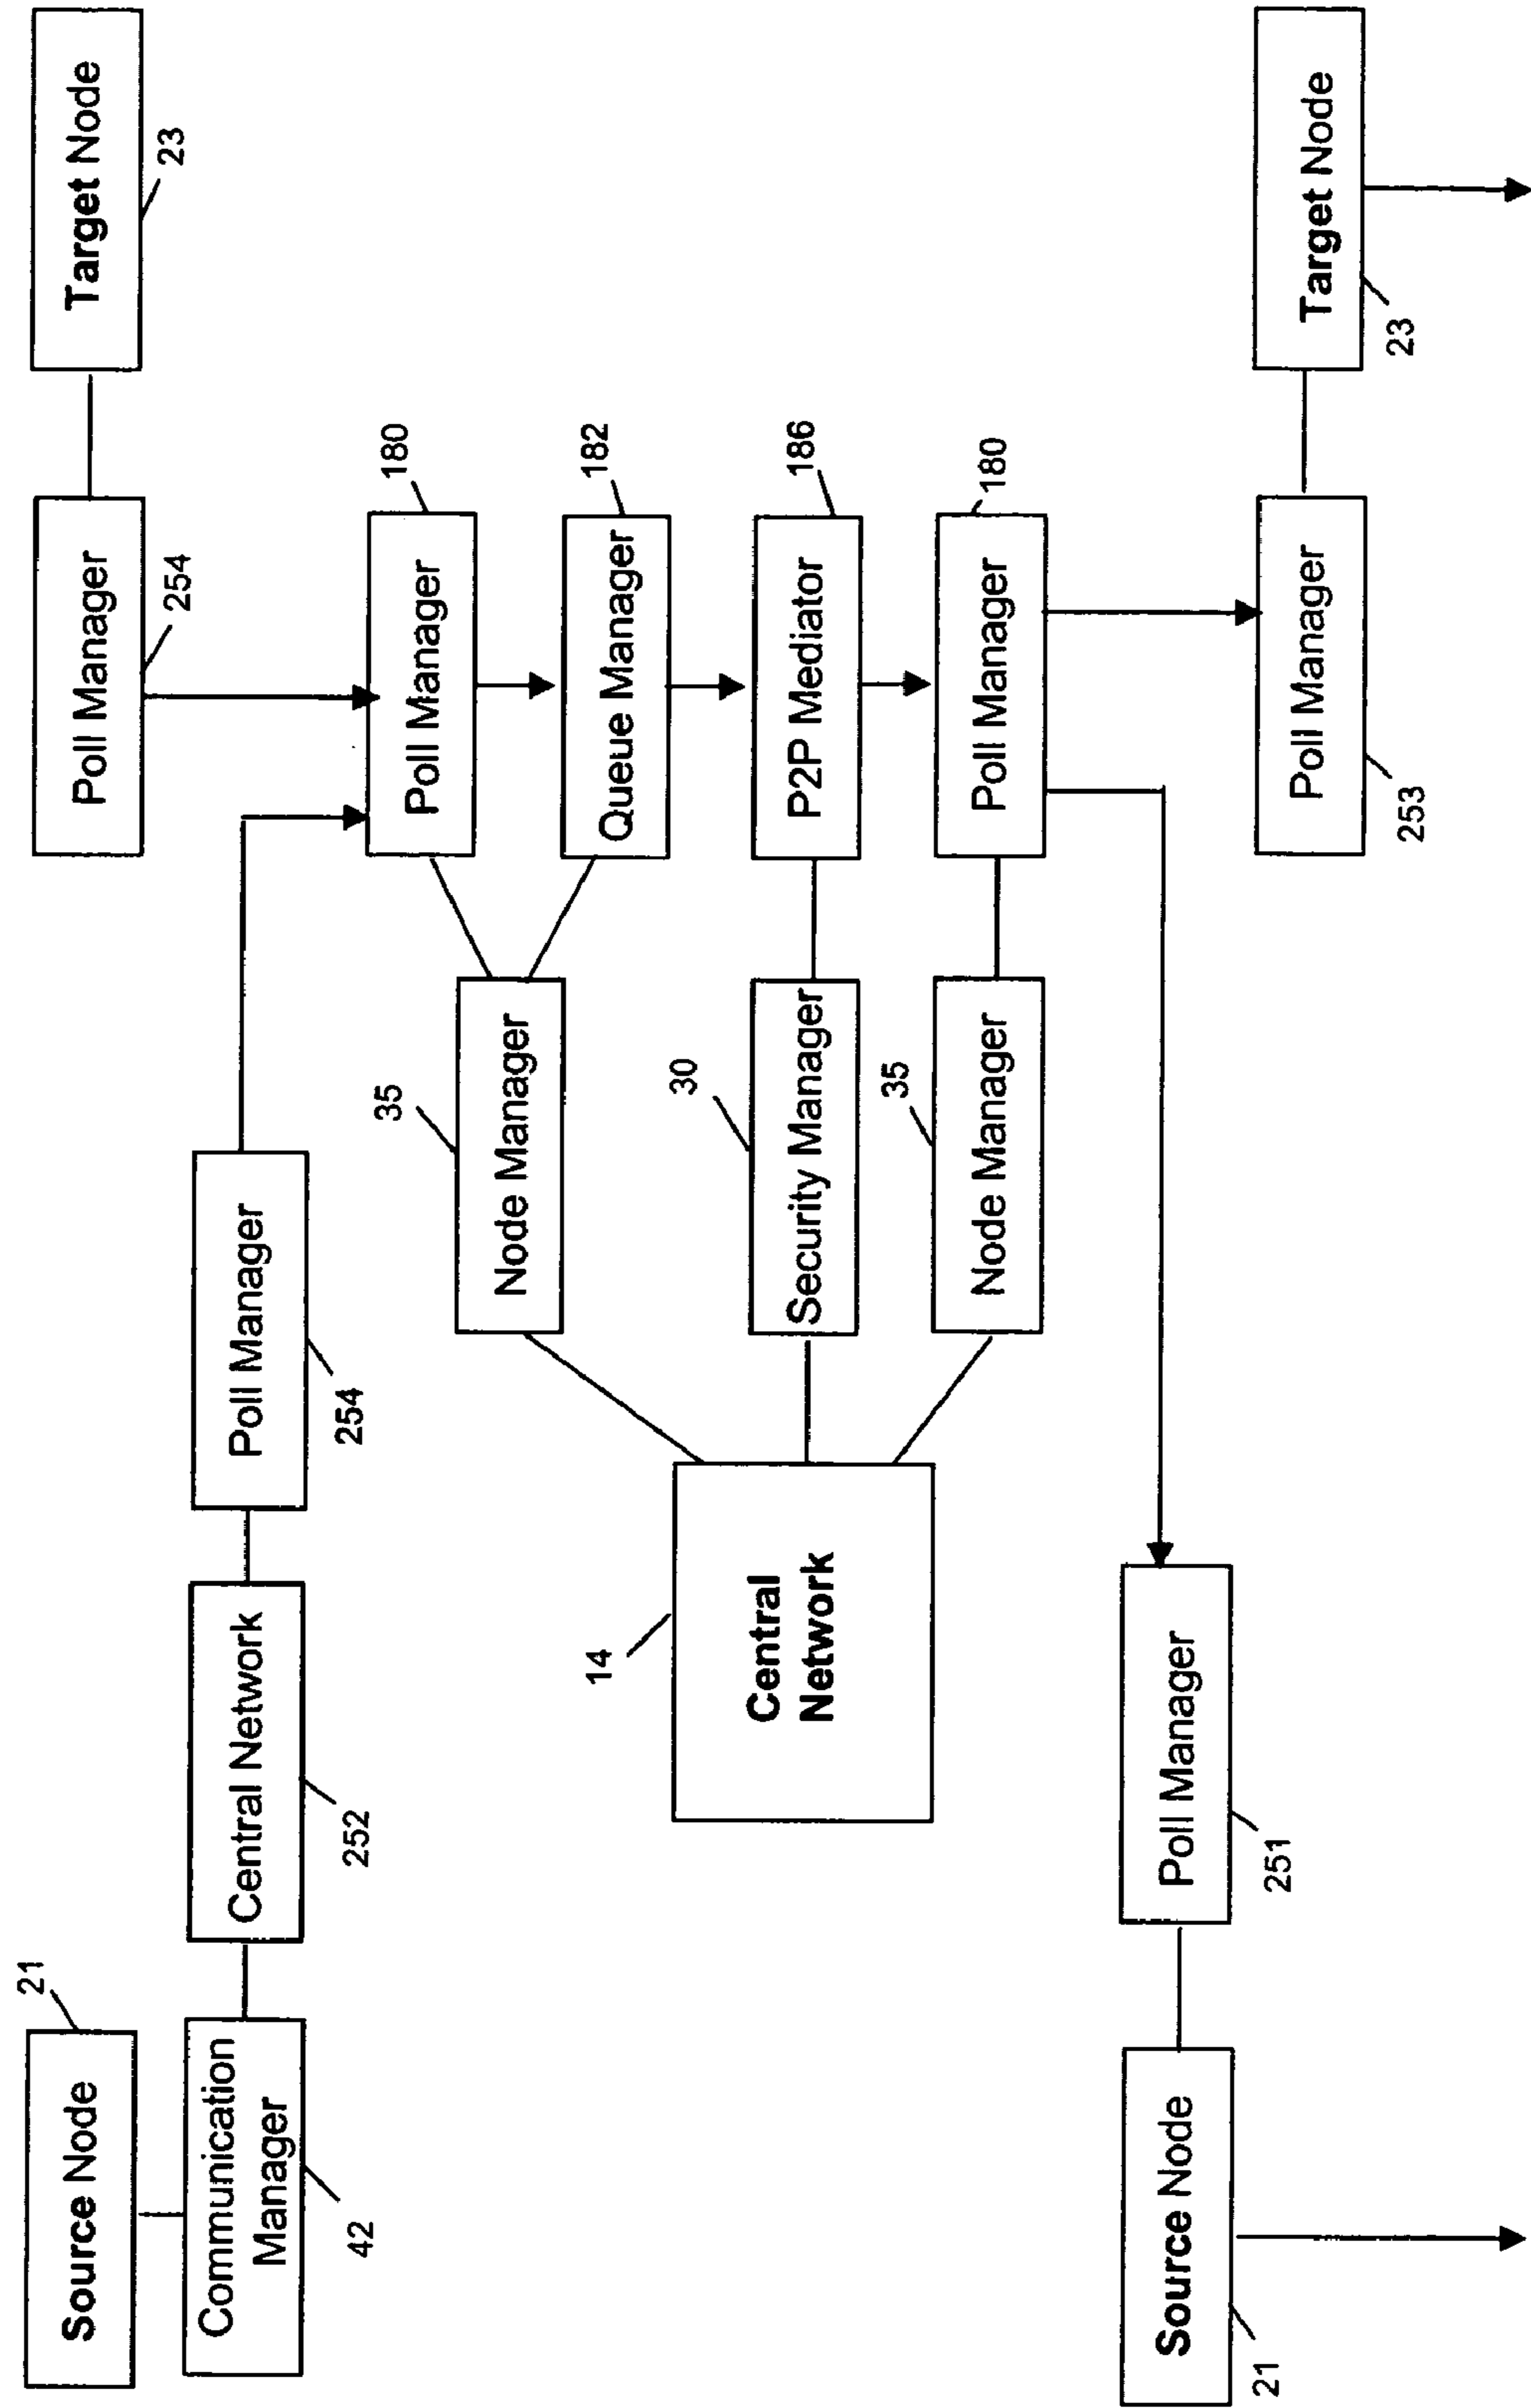 Source Node
21
Communication
Manager
42
Central Network
252
Poll Manager
254
Poll Manager
254
Target Node
23
Poll Manager
180
Queue Manager
182
Node Manager
35
Central
Network
14
Security Manager
30
P2P Mediator
186
Node Manager
35
Poll Manager
180
Source Node
21
Poll Manager
251
Poll Manager
253
Target Node
23